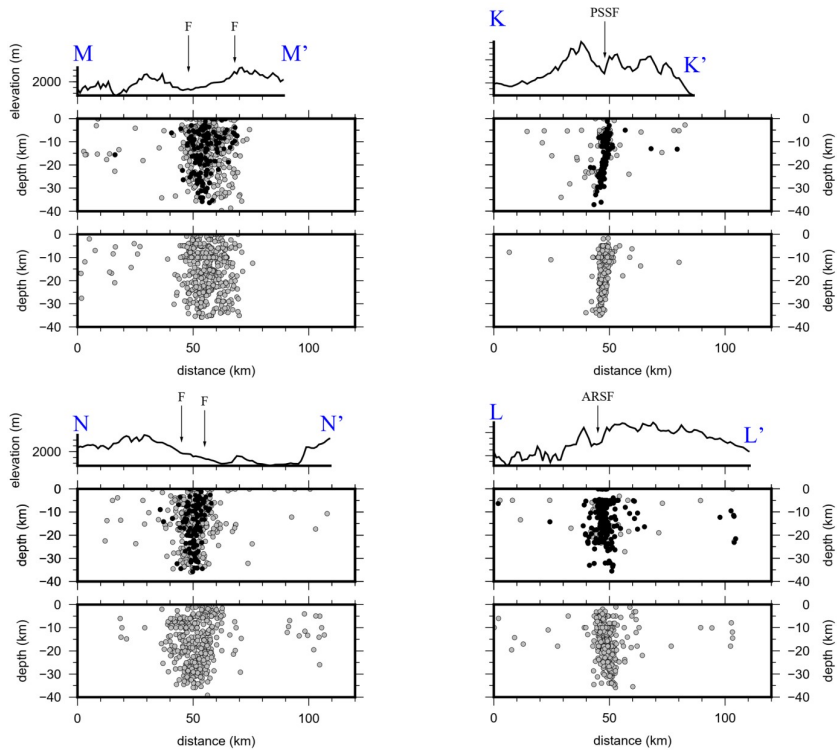 F F
M M’
elevation (m)
2000
0
−10
−20
−30
−40
depth (km)
0
−10
−20
−30
−40
depth (km)
0 50 100
distance (km)
PSSF
K K’
0
−10
−20
−30
−40
depth (km)
0
−10
−20
−30
−40
depth (km)
0 50 100
distance (km)
F F
N N’
elevation (m)
2000
0
−10
−20
−30
−40
depth (km)
0
−10
−20
−30
−40
depth (km)
0 50 100
distance (km)
ARSF
L L’
0
−10
−20
−30
−40
depth (km)
0
−10
−20
−30
−40
depth (km)
0 50 100
distance (km)